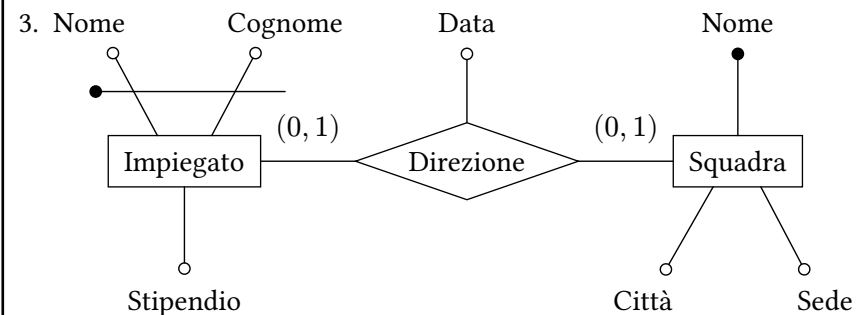 3. Nome Cognome Data Nome
(0, 1) (0, 1)
Impiegato Direzione Squadra
Stipendio Città Sede